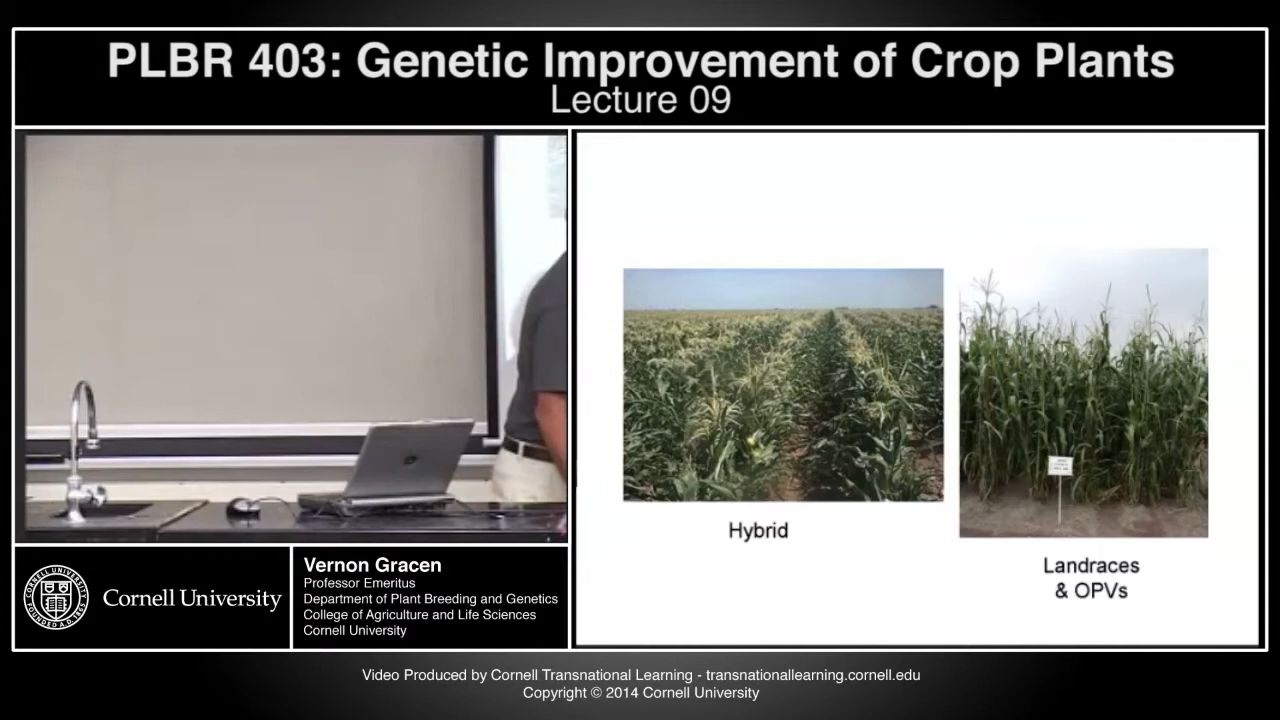 PLBR 403: Genetic Improvement of Crop Plants
Lecture 09
Hybrid
Landraces
& OPVs
Cornell University
Vernon Gracen
Professor Emeritus
Department of Plant Breeding and Genetics
College of Agriculture and Life Sciences
Cornell University
Video Produced by Cornell Transnational Learning - transnationallearning.cornell.edu
Copyright © 2014 Cornell University